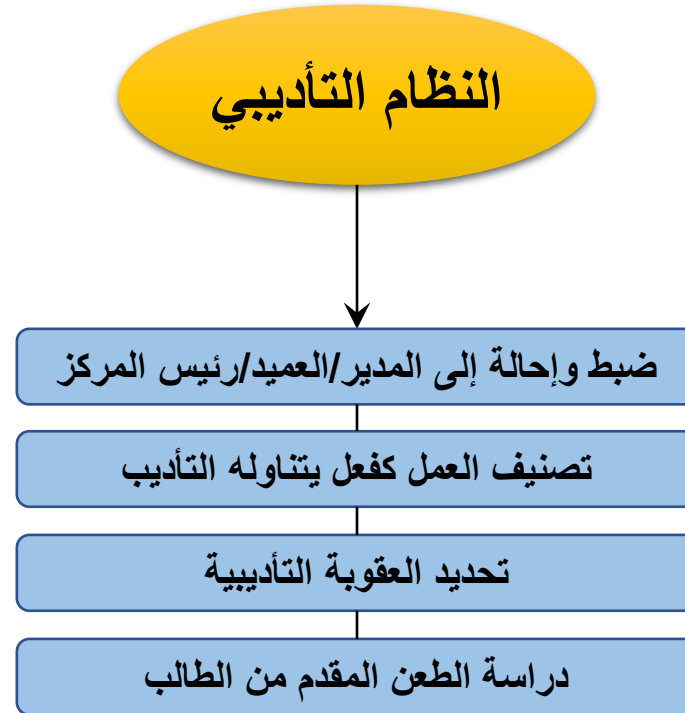 النظام التأديبي
ضبط وإحالة إلى المدير/العميد/رئيس المركز
تصنيف العمل كفعل يتناوله التأديب
تحديد العقوبة التأديبية
دراسة الطعن المقدم من الطالب